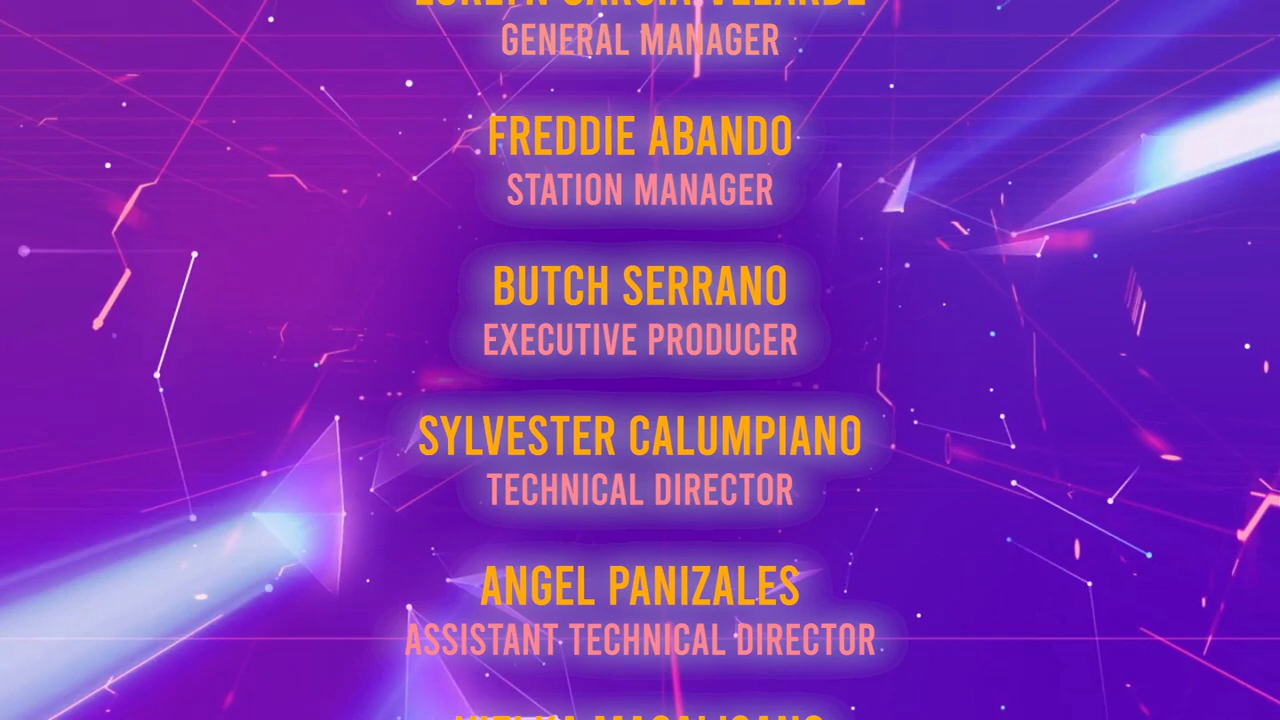 GENERAL MANAGER
FREDDIE ABANDO
STATION MANAGER
BUTCH SERRANO
EXECUTIVE PRODUCER
SYLVESTER CALUMPIANO
TECHNICAL DIRECTOR
ANGEL PANIZALES
ASSISTANT TECHNICAL DIRECTOR